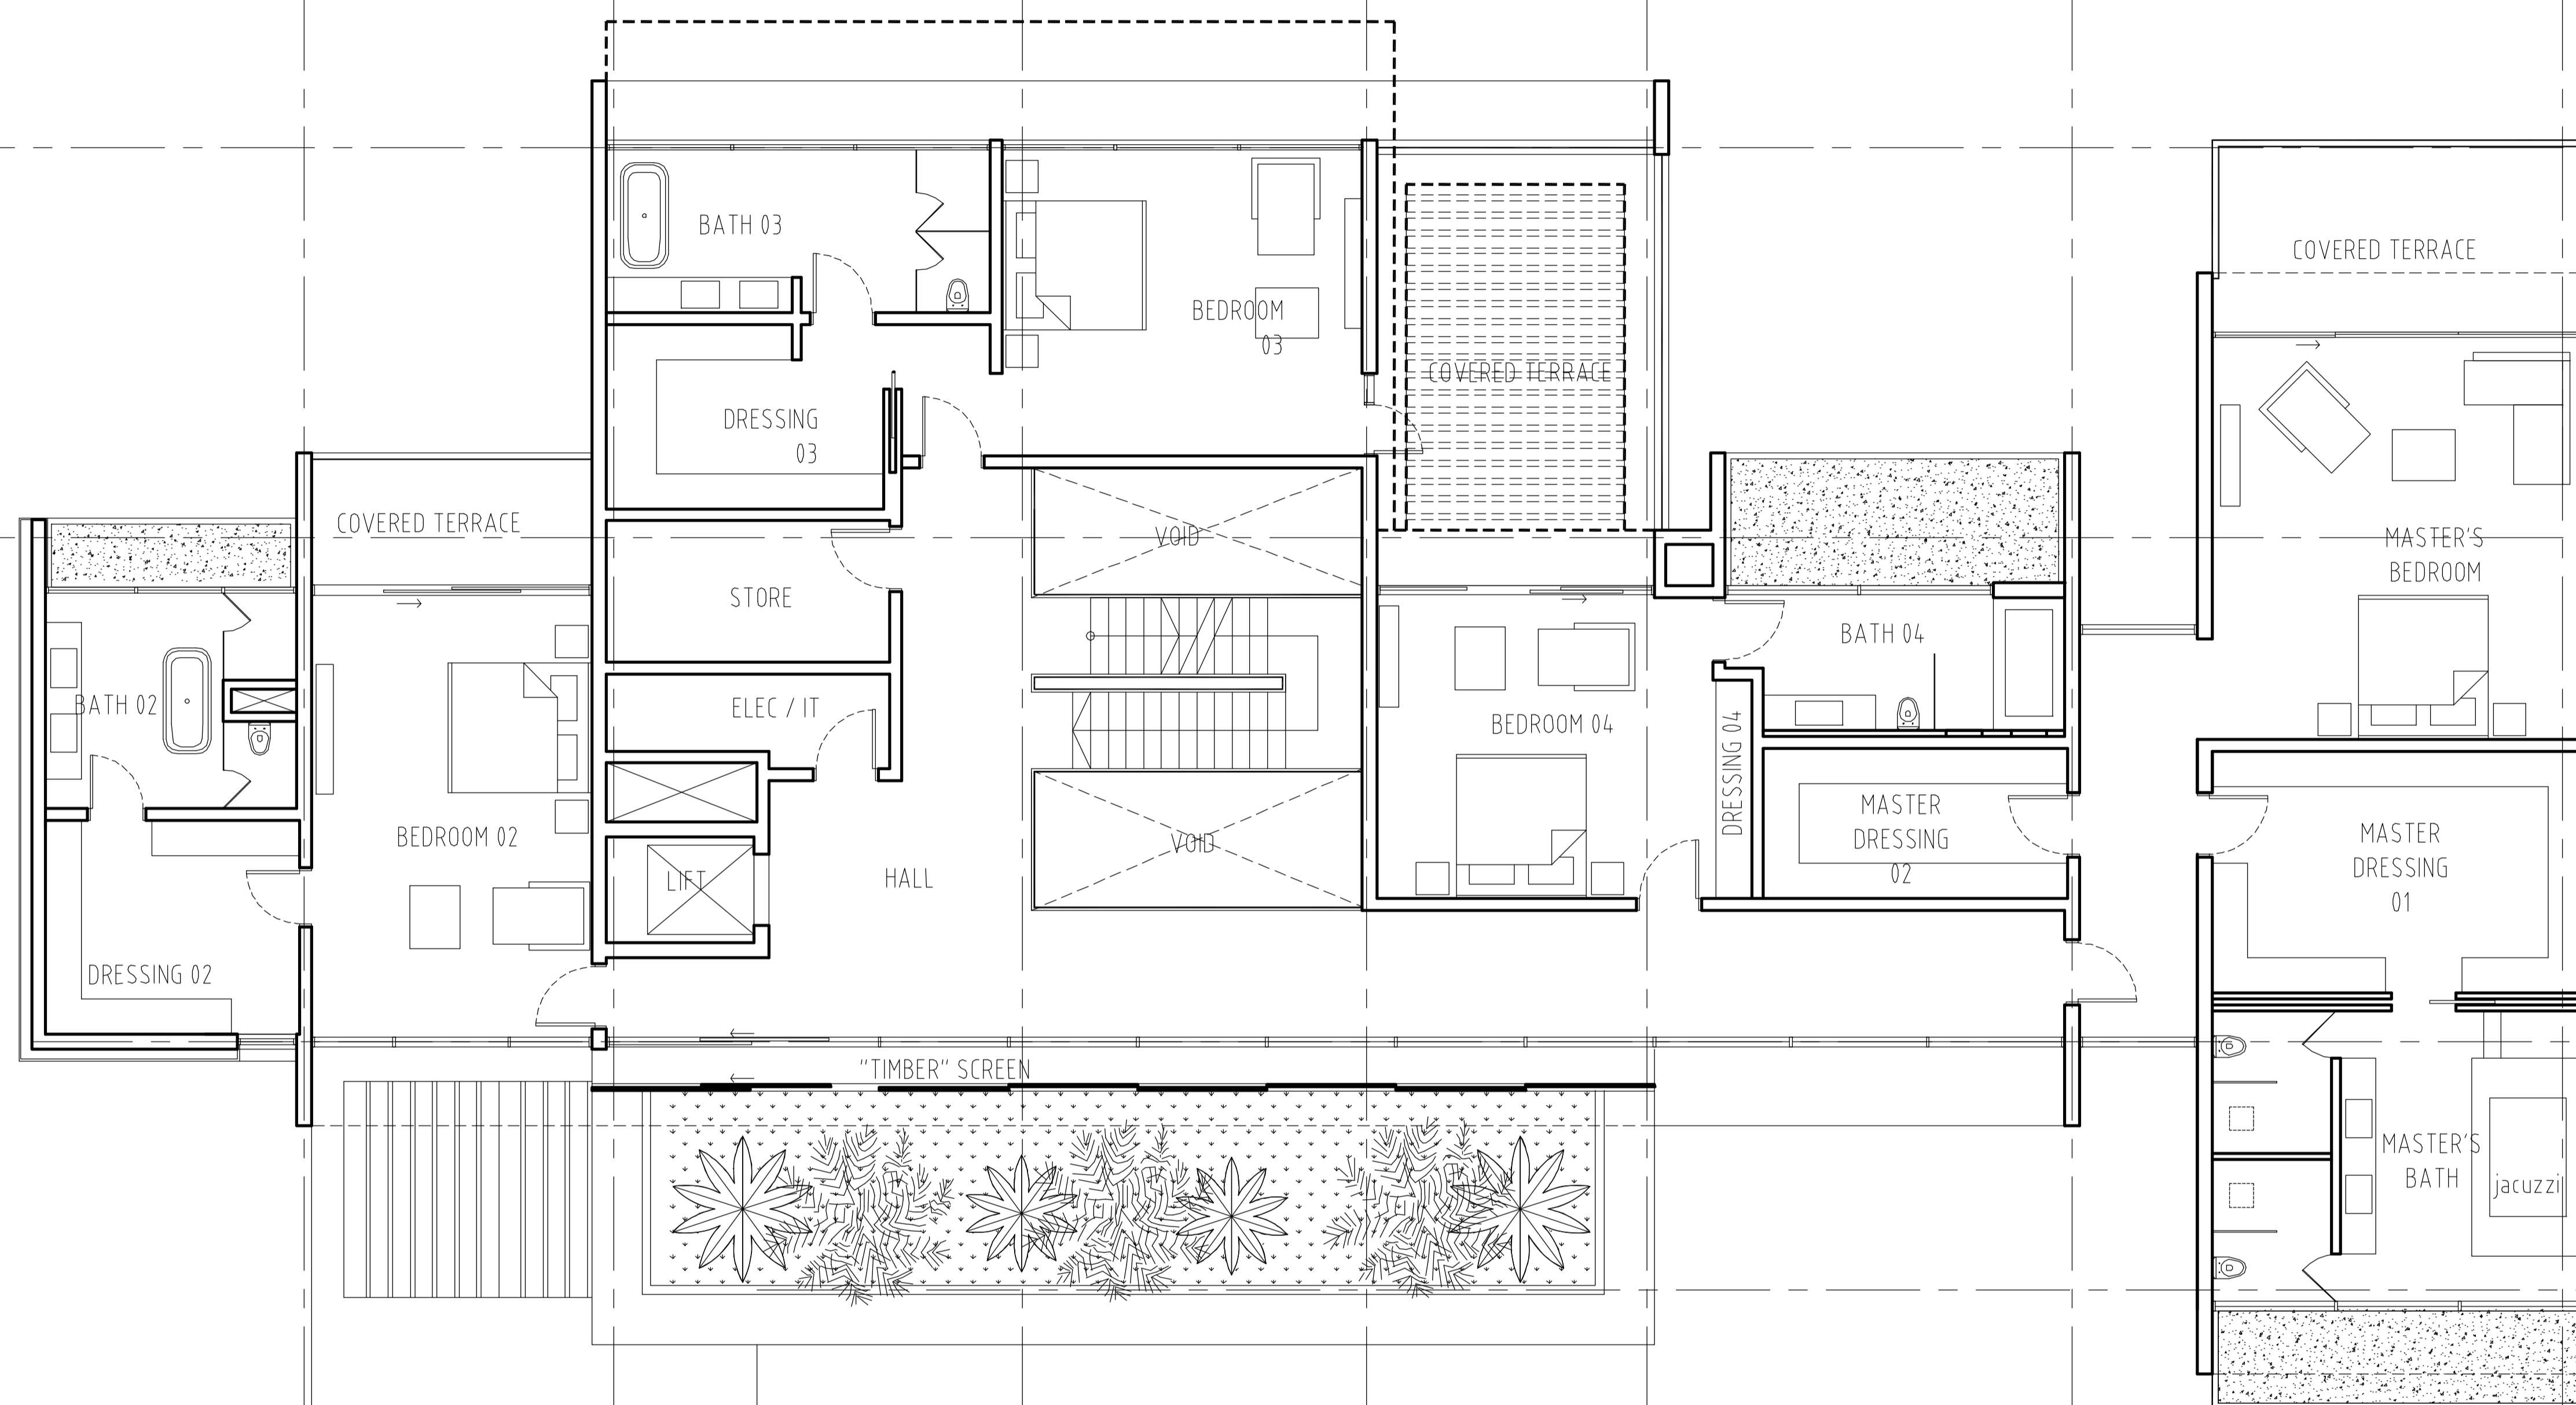 BATH 03
BEDROOM
03
COVERED TERRACE
COVERED TERRACE
DRESSING
03
COVERED TERRACE
VOID
STORE
MASTER'S
BEDROOM
BATH 02
ELEC / IT
BEDROOM 04
BATH 04
DRESSING 04
BEDROOM 02
LIFT
HALL
VOID
MASTER
DRESSING
02
MASTER
DRESSING
01
DRESSING 02
"TIMBER" SCREEN
MASTER'S
BATH
jacuzzi